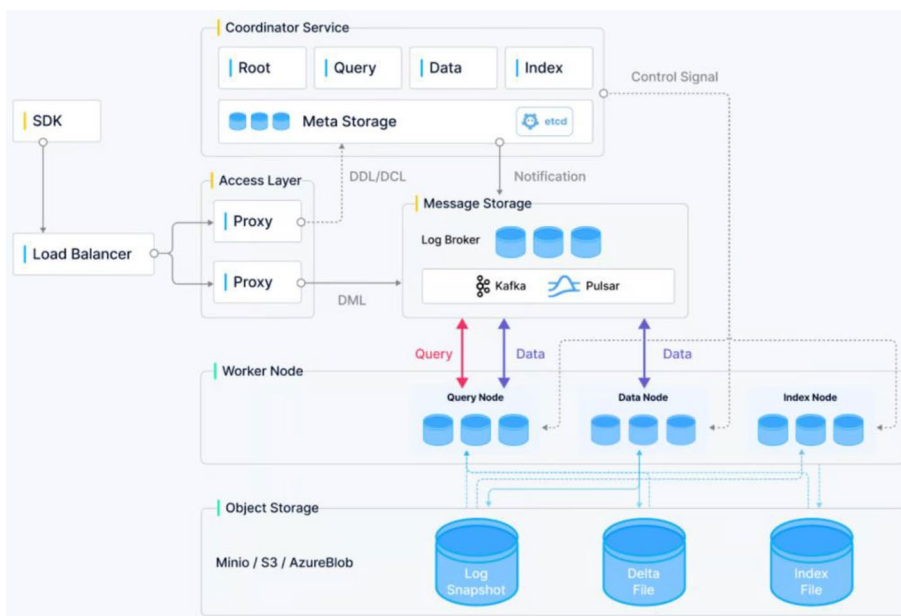 Coordinator Service
Root
Query
Data
Index
Control Signal
SDK
Meta Storage
etcd
DDL/DCL
Notification
Access Layer
Message Storage
Proxy
Log Broker
Load Balancer
Proxy
Kafka
Pulsar
DML
Query
Data
Data
Worker Node
Query Node
Data Node
Index Node
Object Storage
Minio / S3 / AzureBlob
Log
Snapshot
Delta
File
Index
File